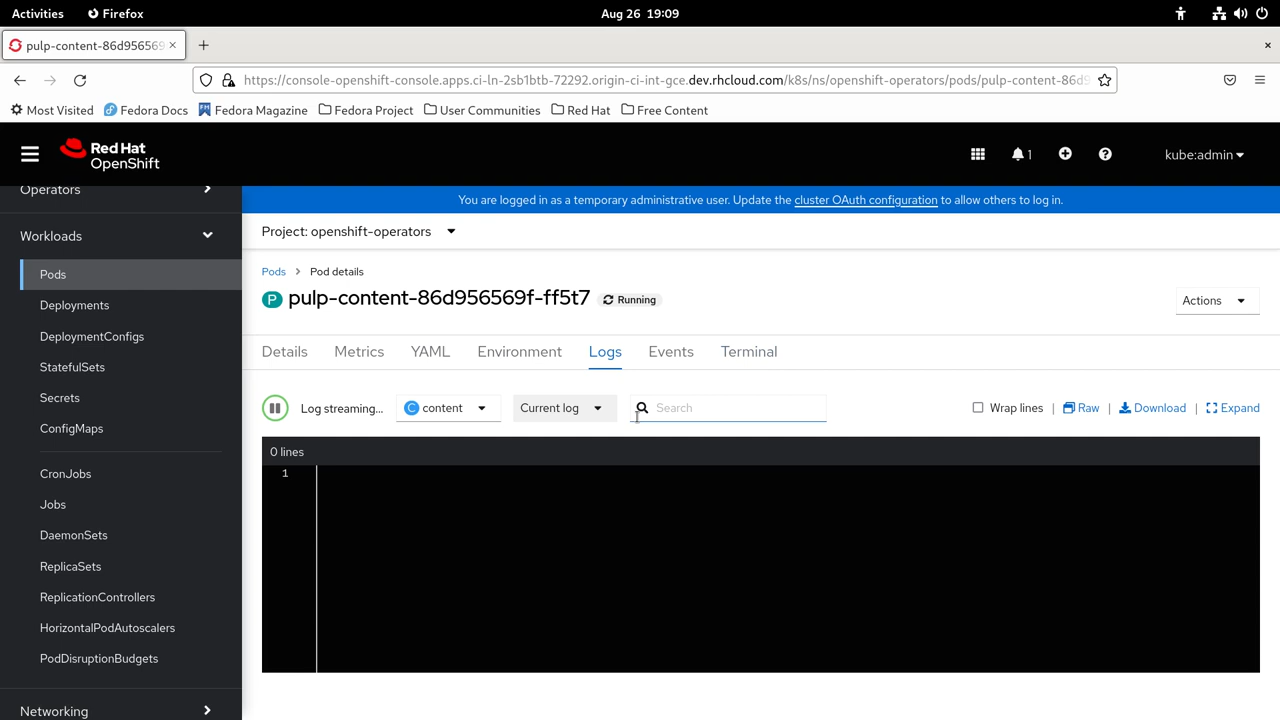 Activities Firefox Aug 26 19:09
pulp-content-86d956569
https://console-openshift-console.apps.ci-ln-2sb1btb-72292.origin-ci-int-gce.dev.rhcloud.com/k8s/ns/openshift-operators/pods/pulp-content-86d9
Most Visited Fedora Docs Fedora Magazine Fedora Project User Communities Red Hat Free Content
Red Hat
OpenShift
1
kube:admin
You are logged in as a temporary administrative user. Update the cluster OAuth configuration to allow others to log in.
Operators
Workloads
Pods
Deployments
DeploymentConfigs
StatefulSets
Secrets
ConfigMaps
CronJobs
Jobs
DaemonSets
ReplicaSets
ReplicationControllers
HorizontalPodAutoscalers
PodDisruptionBudgets
Networking
Project: openshift-operators
Pods Pod details
P pulp-content-86d956569f-ff5t7 Running
Actions
Details Metrics YAML Environment Logs Events Terminal
Log streaming... C content Current log Search Wrap lines | Raw | Download | Expand
0 lines
1